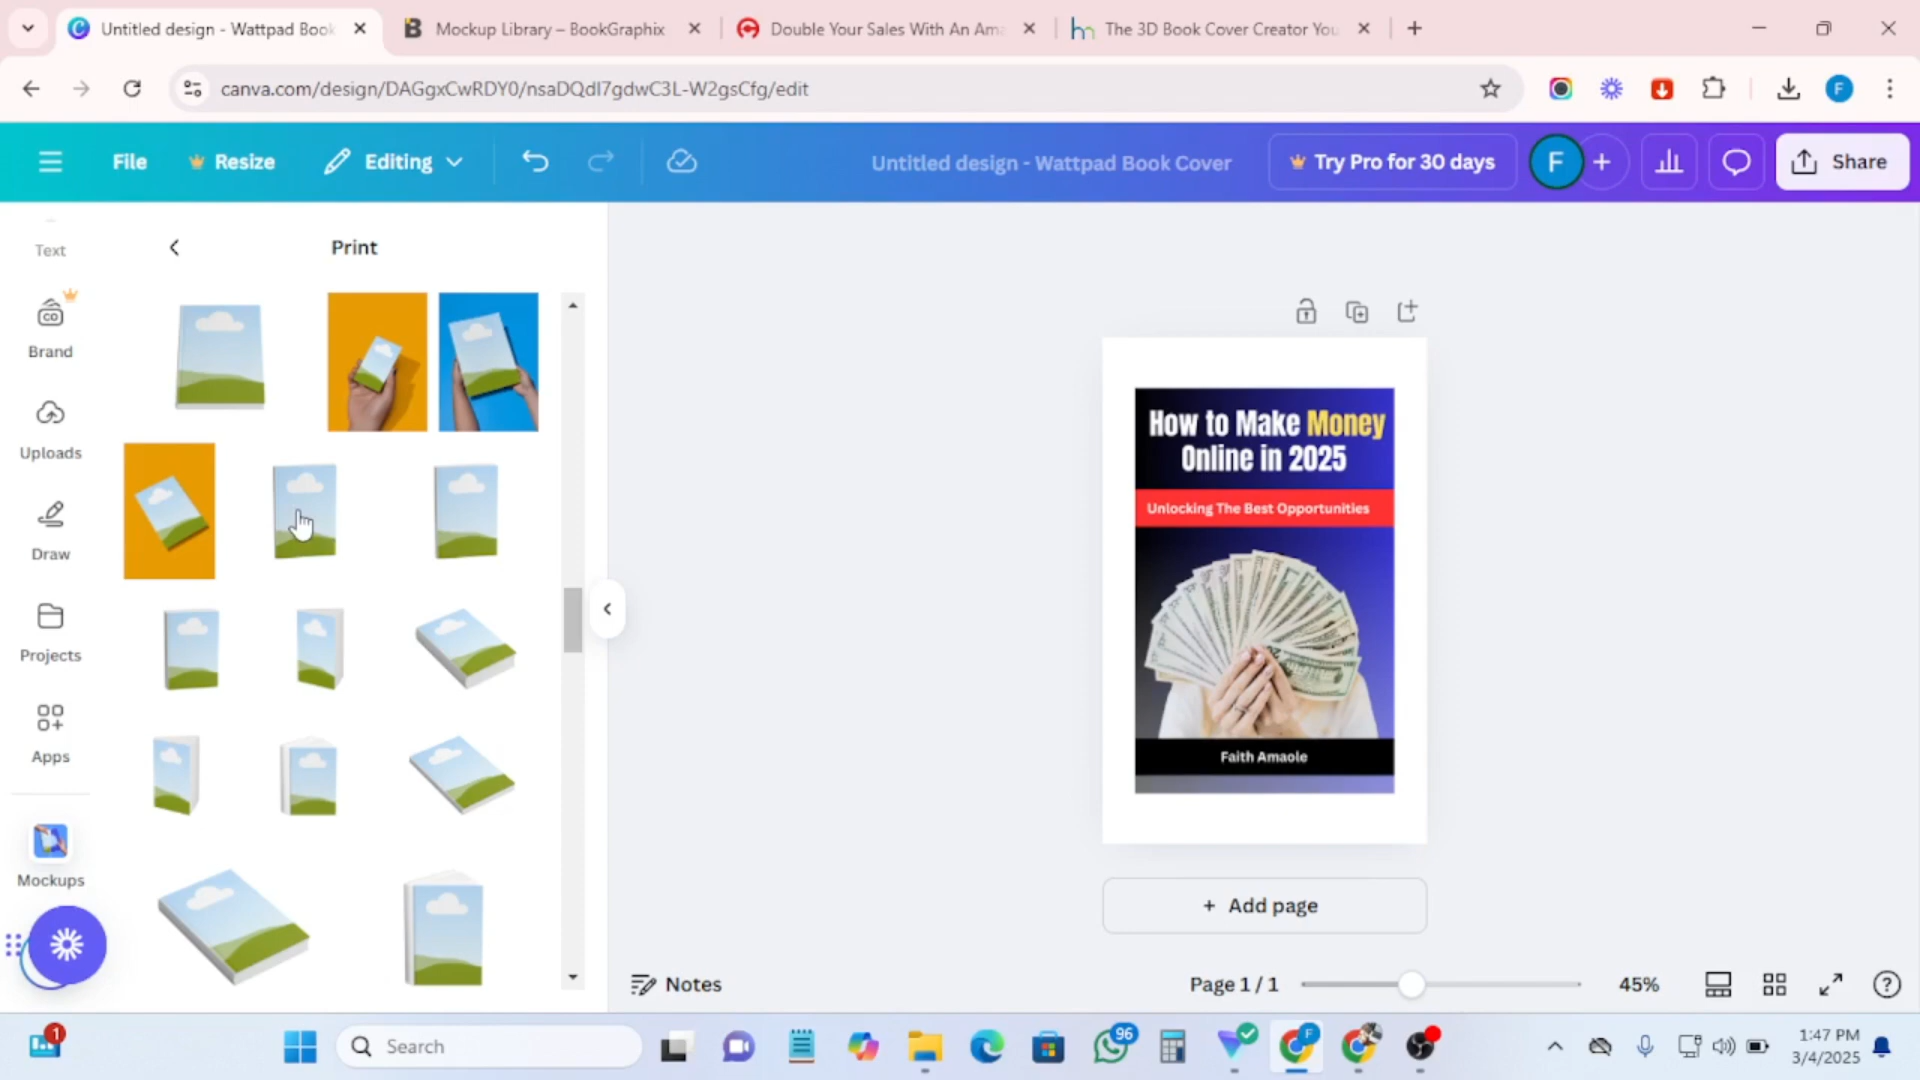 Untitled design - Wattpad Book
Mockup Library – BookGraphix
Double Your Sales With An Ama
The 3D Book Cover Creator You
canva.com/design/DAGgxCwRDY0/nsaDQdI7gdwC3L-W2gsCfg/edit
F
File
Resize
Editing
Untitled design - Wattpad Book Cover
Try Pro for 30 days
F
Share
Text
Print
Brand
Uploads
Draw
Projects
Apps
Mockups
How to Make Money
Online in 2025
Unlocking The Best Opportunities
Faith Amaole
+ Add page
Notes
Page 1 / 1
45%
1
Search
96
F
1:47 PM
3/4/2025